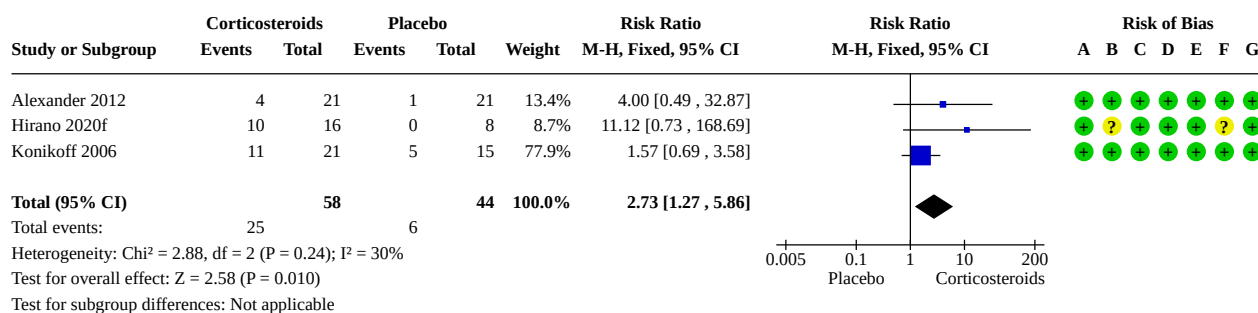 Corticosteroids Placebo Risk Ratio Risk Ratio Risk of Bias
Study or Subgroup Events Total Events Total Weight M-H, Fixed, 95% CI M-H, Fixed, 95% CI A B C D E F G
Alexander 2012 4 21 1 21 13.4% 4.00 [0.49 , 32.87] + + + + + + +
Hirano 2020f 10 16 0 8 8.7% 11.12 [0.73 , 168.69] + ? + + + ? +
Konikoff 2006 11 21 5 15 77.9% 1.57 [0.69 , 3.58] + + + + + + +
Total (95% CI) 58 44 100.0% 2.73 [1.27 , 5.86]
Total events: 25 6
Heterogeneity: Chi² = 2.88, df = 2 (P = 0.24); I² = 30%
0.005 0.1 1 10 200
Test for overall effect: Z = 2.58 (P = 0.010)
Placebo Corticosteroids
Test for subgroup differences: Not applicable